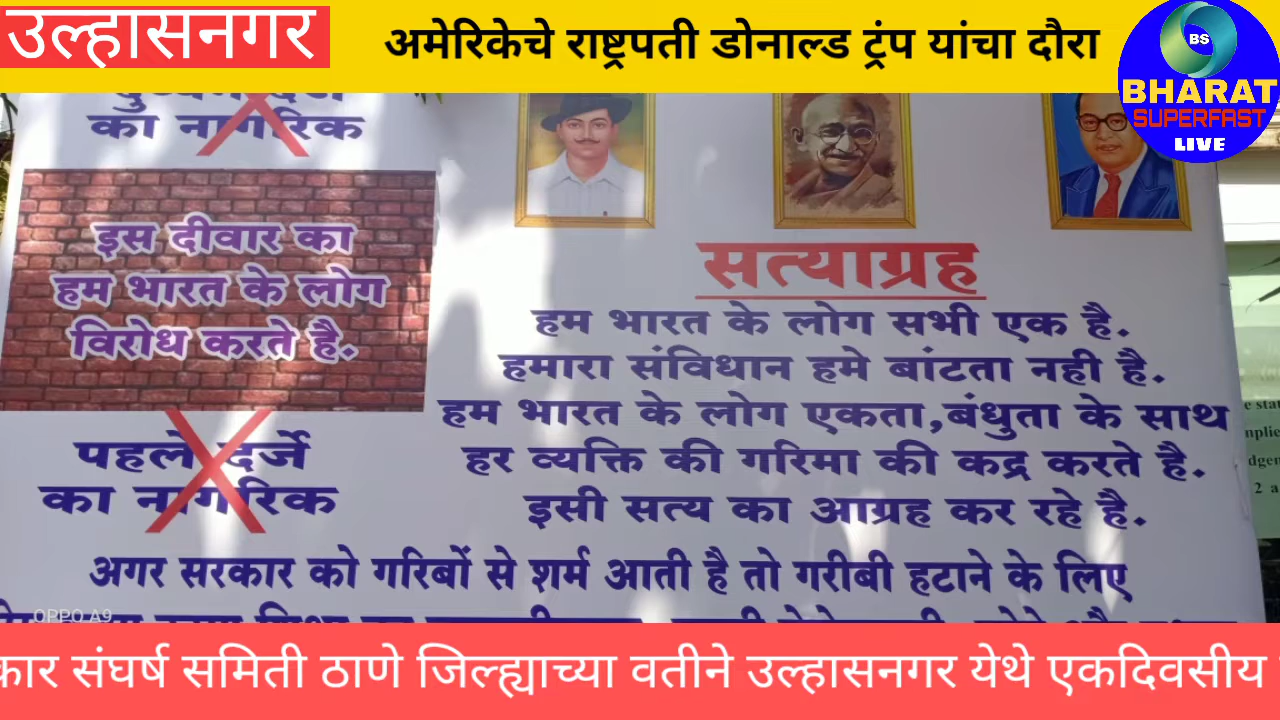 उल्हासनगर
अमेरिकेचे राष्ट्रपती डोनाल्ड ट्रंप यांचा दौरा
BS
BHARAT
SUPERFAST
LIVE
का नागरिक
इस दीवार का
हम भारत के लोग
विरोध करते है.
पहले दर्जे
का नागरिक
सत्याग्रह
हम भारत के लोग सभी एक है.
हमारा संविधान हमे बांटता नही है.
हम भारत के लोग एकता,बंधुता के साथ
हर व्यक्ति की गरिमा की कद्र करते है.
इसी सत्य का आग्रह कर रहे है.
अगर सरकार को गरिबों से शर्म आती है तो गरीबी हटाने के लिए
OPPO A9
कार संघर्ष समिती ठाणे जिल्ह्याच्या वतीने उल्हासनगर येथे एकदिवसीय